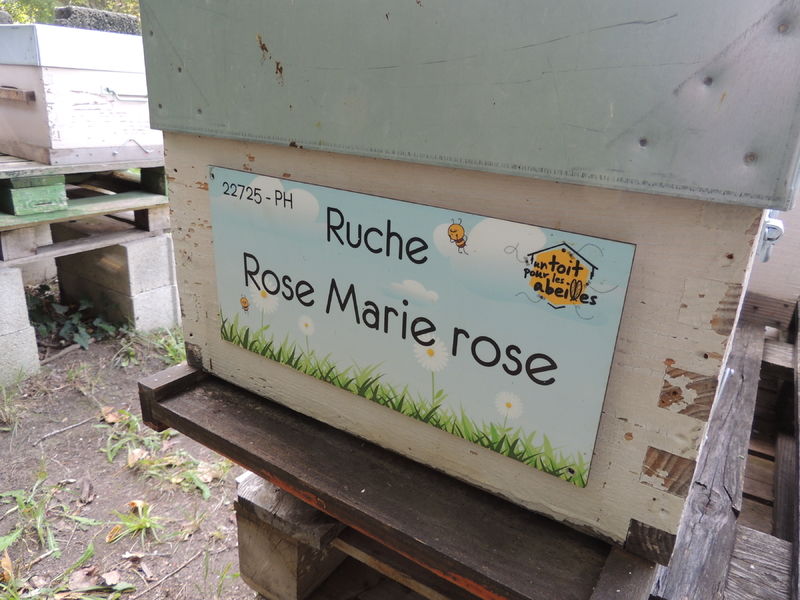 22725 - PH
Ruche
Rose Marie rose
un toit
pour les
abeilles